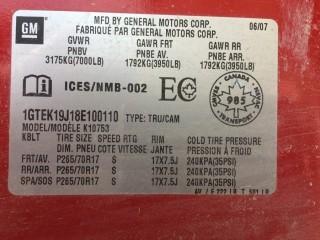 GM
MFD BY GENERAL MOTORS CORP. 06/07
FABRIQUÉ PAR GENERAL MOTORS CORP.
GVWR GAWR FRT GAWR RR
PNBV PNBE AV. PNBE ARR.
3175KG(7000LB) 1792KG(3950LB) 1792KG(3950LB)
ICES/NMB-002 EC
CANADA
985
TRANSPORT
1GTEK19J18E100110 TYPE: TRU/CAM
MODEL/MODÈLE K10753
KBLT TIRE SIZE SPEED RTG RIM COLD TIRE PRESSURE
DIM. PNEU COTE VITESSE JANTE PRESSION À FROID
FRT/AV. P265/70R17 S 17X7.5J 240KPA(35PSI)
RR/ARR P265/70R17 S 17X7.5J 240KPA(35PSI)
SPA/SOS P265/70R17 S 17X7.5J 240KPA(35PSI)